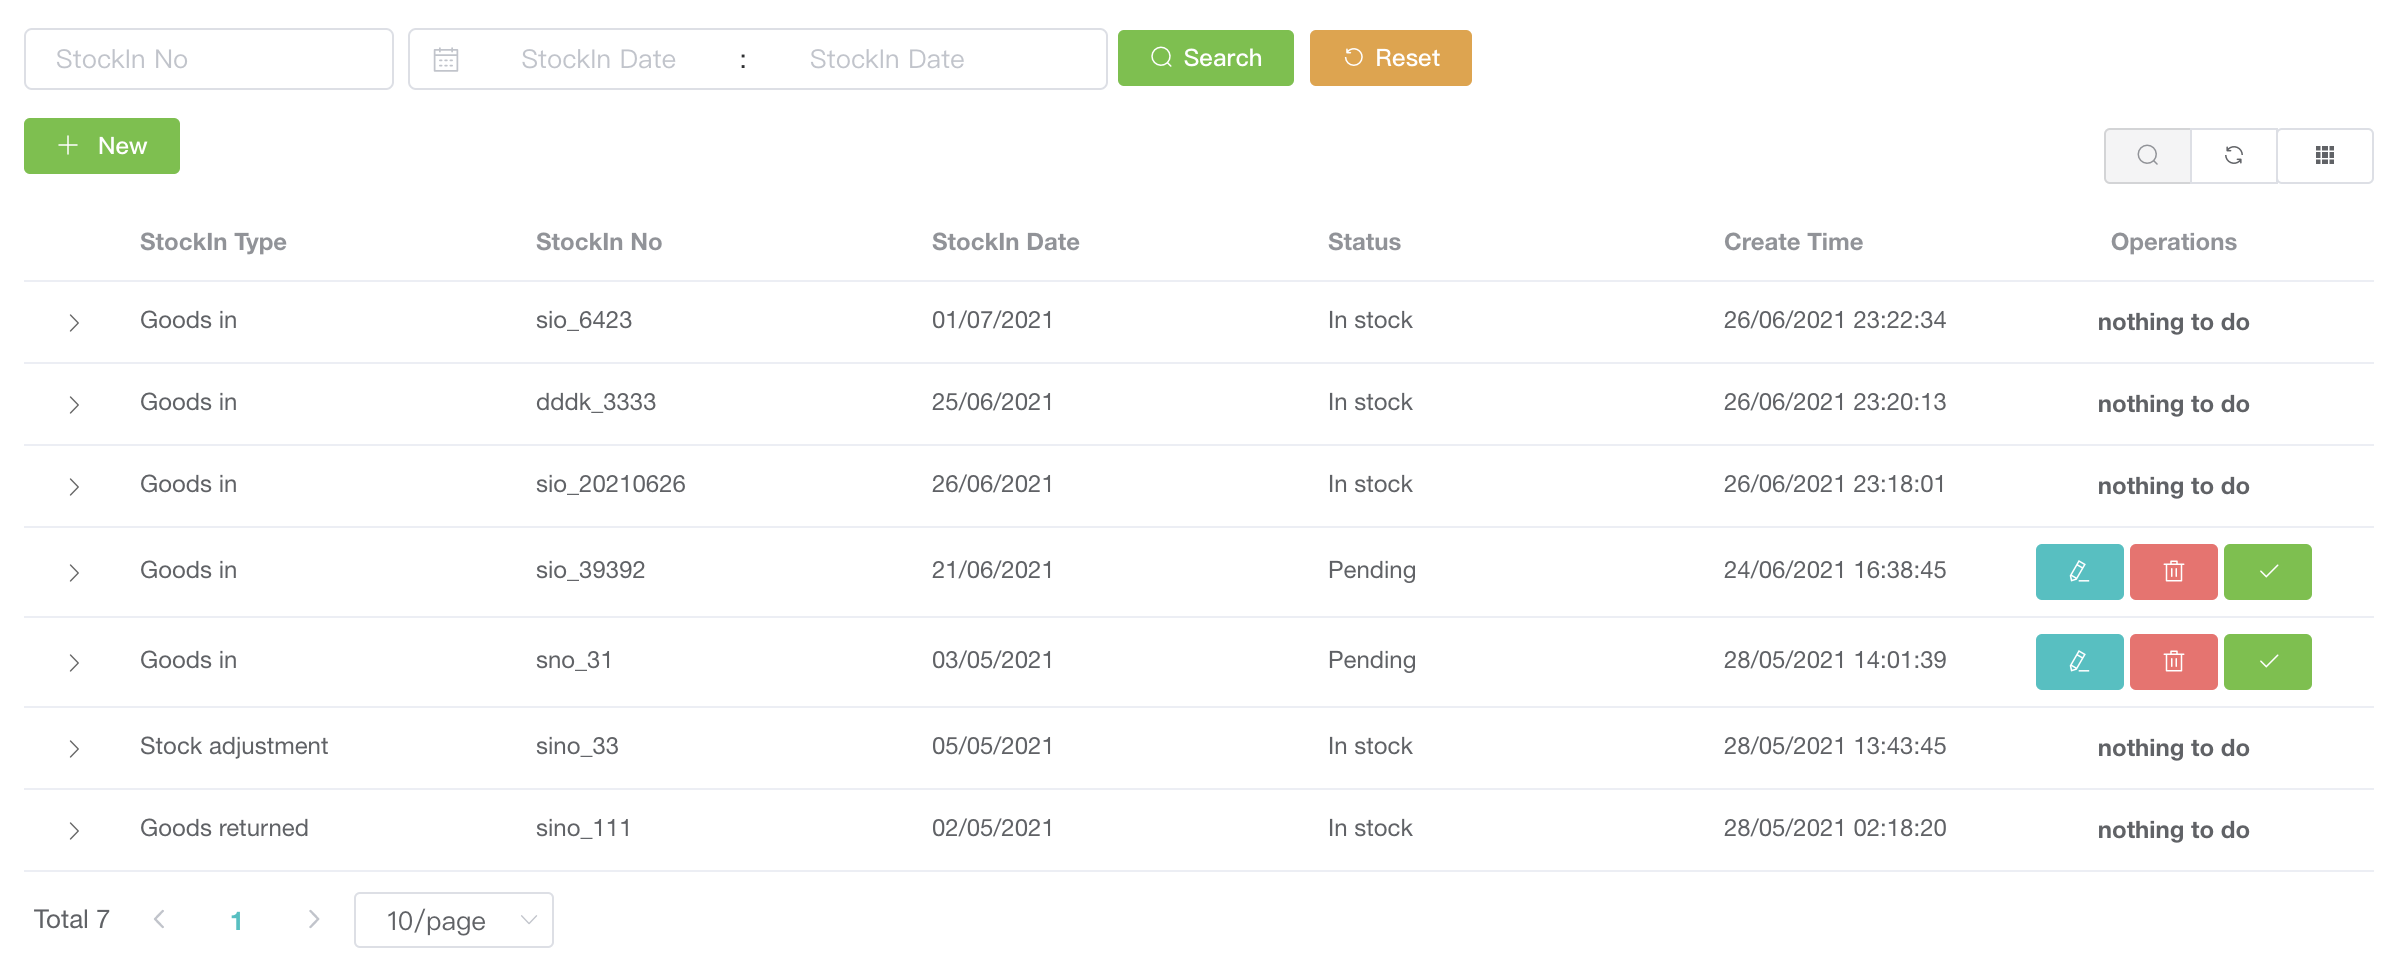 StockIn No StockIn Date : StockIn Date Search Reset
New
StockIn Type StockIn No StockIn Date Status Create Time Operations
Goods in sio_6423 01/07/2021 In stock 26/06/2021 23:22:34 nothing to do
Goods in dddk_3333 25/06/2021 In stock 26/06/2021 23:20:13 nothing to do
Goods in sio_20210626 26/06/2021 In stock 26/06/2021 23:18:01 nothing to do
Goods in sio_39392 21/06/2021 Pending 24/06/2021 16:38:45
Goods in sno_31 03/05/2021 Pending 28/05/2021 14:01:39
Stock adjustment sino_33 05/05/2021 In stock 28/05/2021 13:43:45 nothing to do
Goods returned sino_111 02/05/2021 In stock 28/05/2021 02:18:20 nothing to do
Total 7 1 10/page